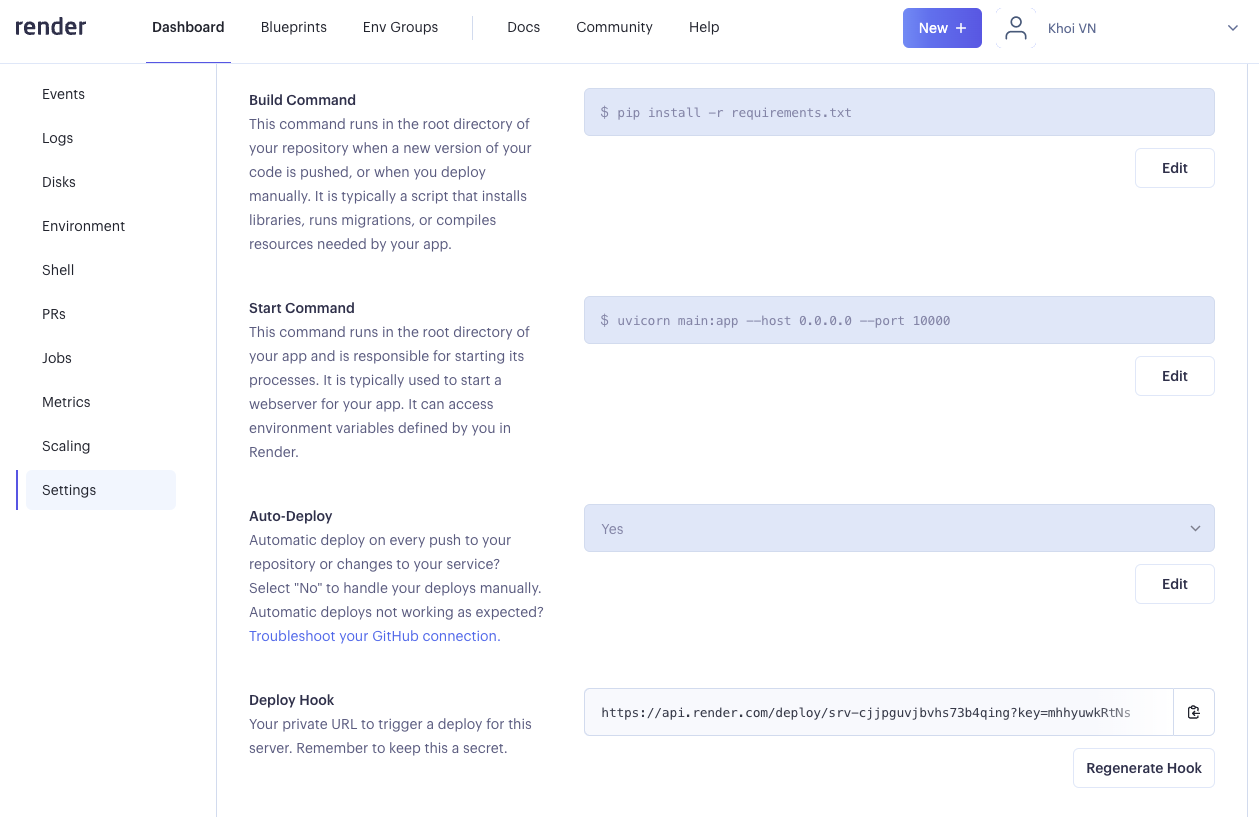 render
Dashboard
Blueprints
Env Groups
Docs
Community
Help
New +
Khoi VN
Events
Logs
Disks
Environment
Shell
PRs
Jobs
Metrics
Scaling
Settings
Build Command
This command runs in the root directory of
your repository when a new version of your
code is pushed, or when you deploy
manually. It is typically a script that installs
libraries, runs migrations, or compiles
resources needed by your app.
$ pip install -r requirements.txt
Edit
Start Command
This command runs in the root directory of
your app and is responsible for starting its
processes. It is typically used to start a
webserver for your app. It can access
environment variables defined by you in
Render.
$ uvicorn main:app --host 0.0.0.0 --port 10000
Edit
Auto-Deploy
Automatic deploy on every push to your
repository or changes to your service?
Select "No" to handle your deploys manually.
Automatic deploys not working as expected?
Troubleshoot your GitHub connection.
Yes
Edit
Deploy Hook
Your private URL to trigger a deploy for this
server. Remember to keep this a secret.
https://api.render.com/deploy/srv-cjjpguvjbvhs73b4qing?key=mhhyuwkRtNs
Regenerate Hook